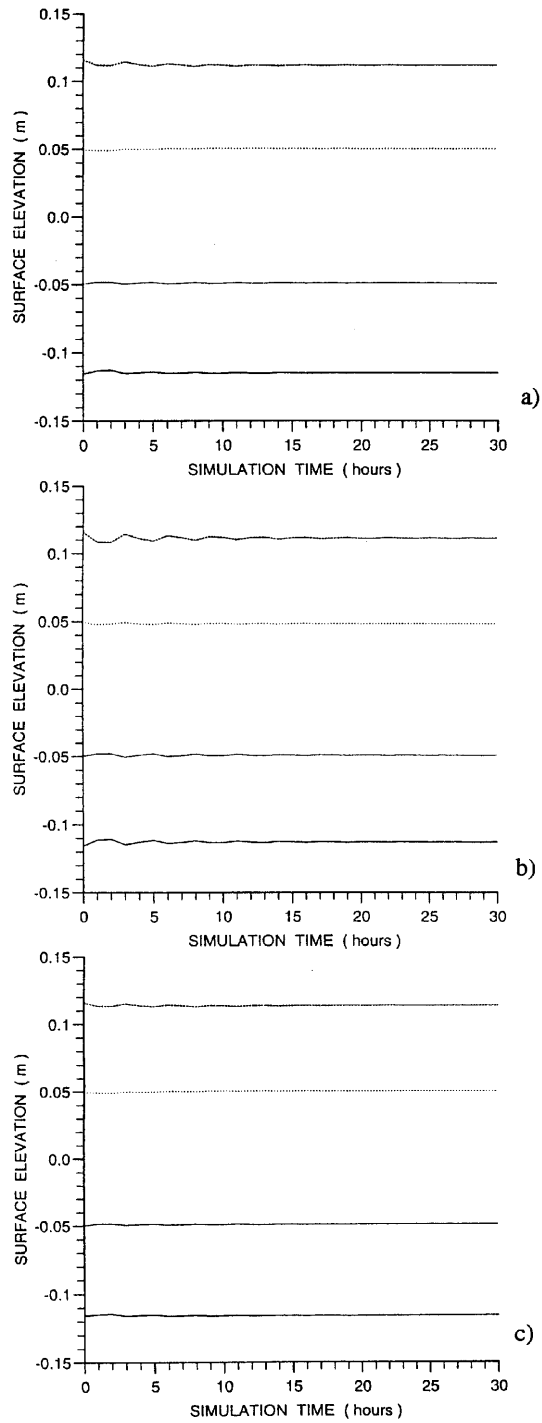 0.15
0.1
0.05
0.0
-0.05
-0.1
-0.15
SURFACE ELEVATION ( m )
0 5 10 15 20 25 30
SIMULATION TIME ( hours )
a)
0.15
0.1
0.05
0.0
-0.05
-0.1
-0.15
SURFACE ELEVATION ( m )
0 5 10 15 20 25 30
SIMULATION TIME ( hours )
b)
0.15
0.1
0.05
0.0
-0.05
-0.1
-0.15
SURFACE ELEVATION ( m )
0 5 10 15 20 25 30
SIMULATION TIME ( hours )
c)